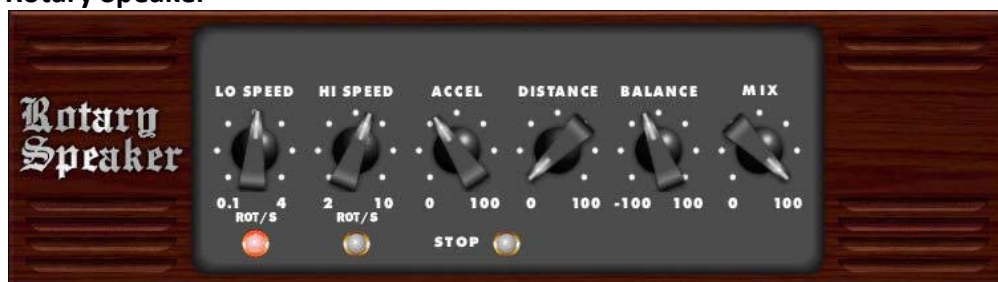 Rotary Speaker
Rotary
Speaker
LO SPEED HI SPEED ACCEL DISTANCE BALANCE MIX
0.1 4 2 10 0 100 0 100 -100 100 0 100
ROT/S ROT/S
STOP